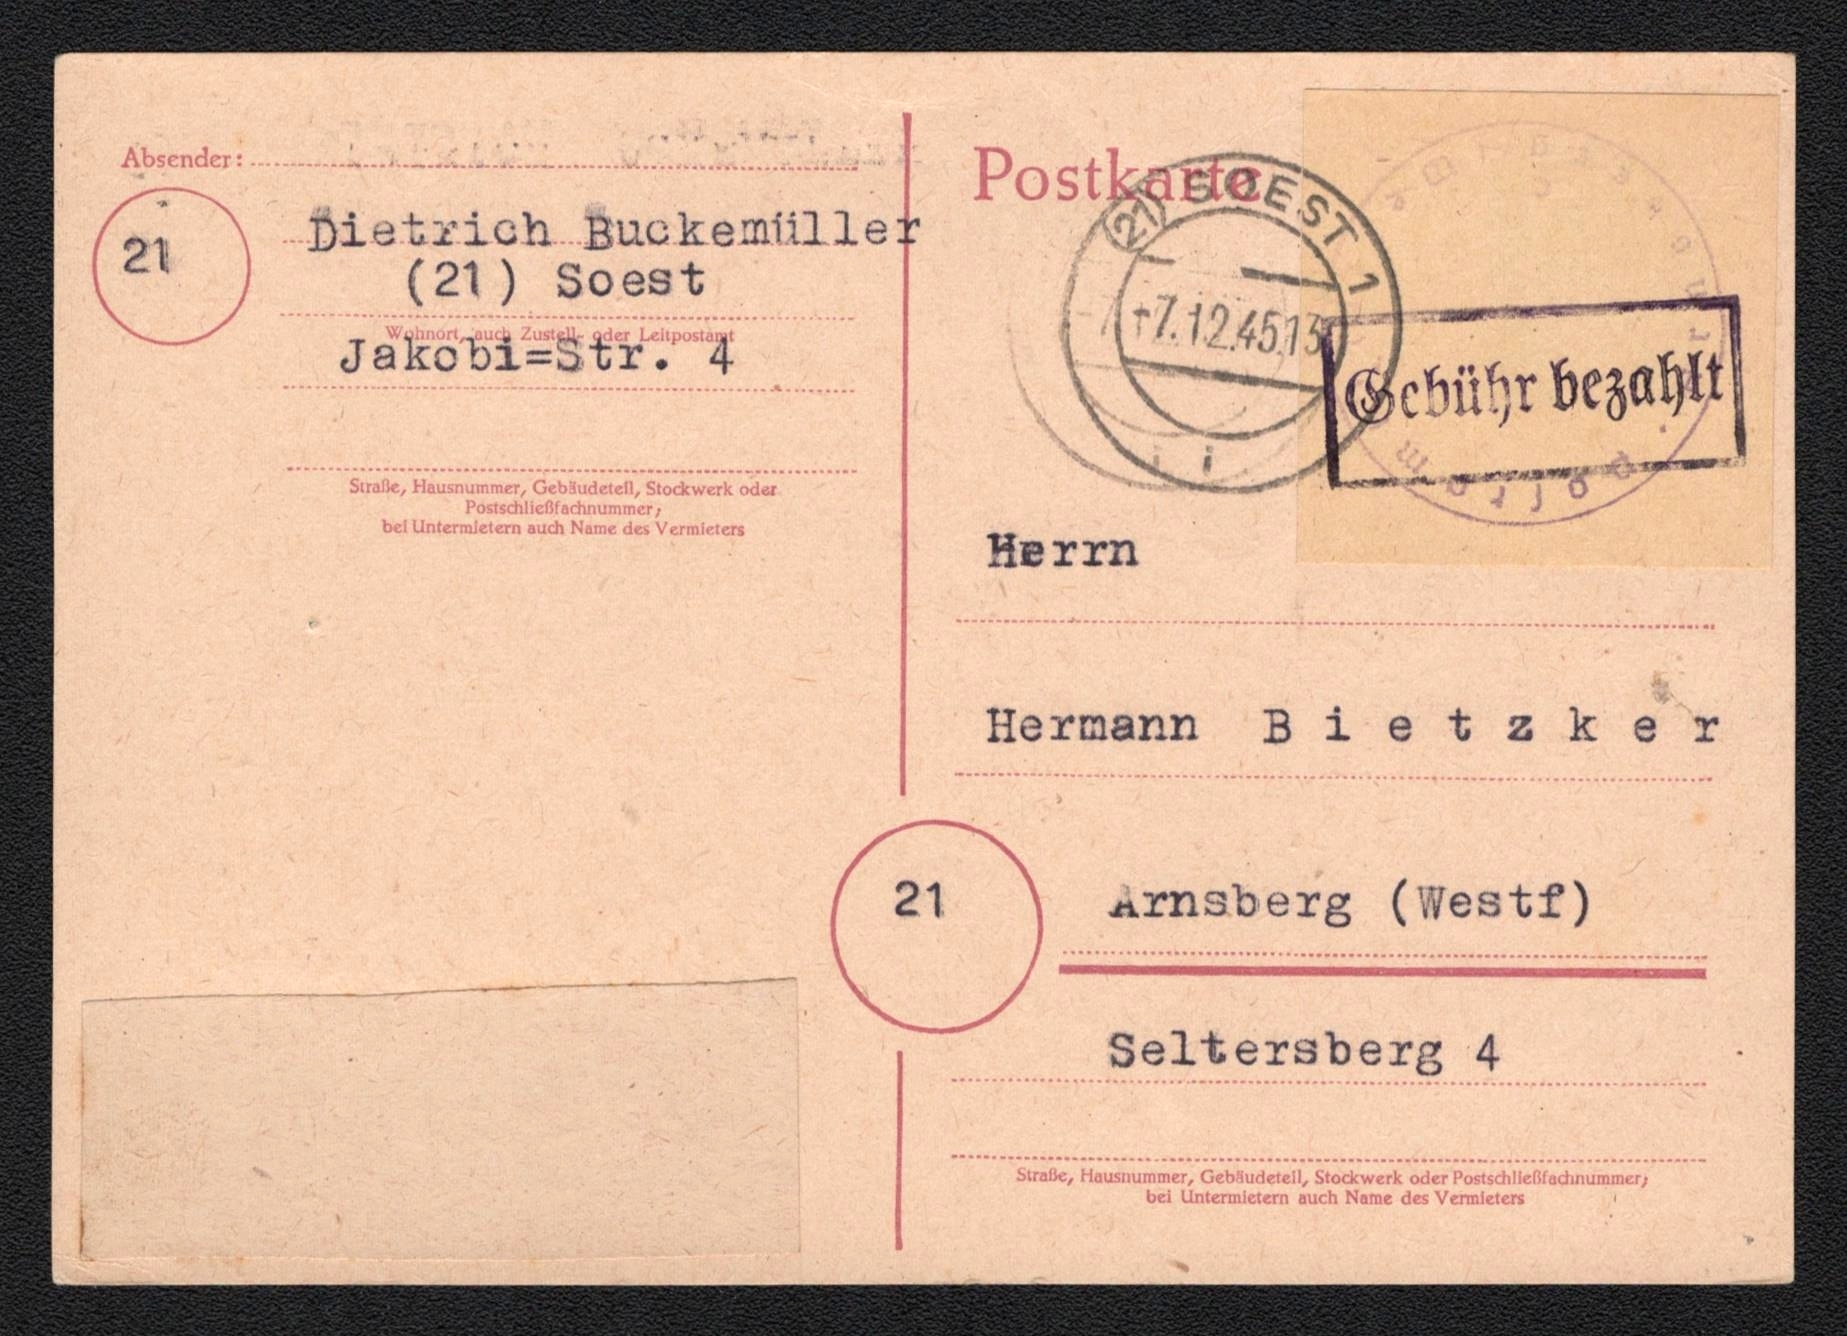 Absender:
21
Dietrich Buckemüller
(21) Soest
Wohnort, auch Zustell- oder Leitpostamt
Jakobi=Str. 4
Straße, Hausnummer, Gebäudeteil, Stockwerk oder
Postschließfachnummer;
bei Untermietern auch Name des Vermieters
Postkarte
(21) SOEST 1
7.12.45.13
i
Gebühr bezahlt
Herrn
Hermann B i e t z k e r
21
Arnsberg (Westf)
Seltersberg 4
Straße, Hausnummer, Gebäudeteil, Stockwerk oder Postschließfachnummer;
bei Untermietern auch Name des Vermieters